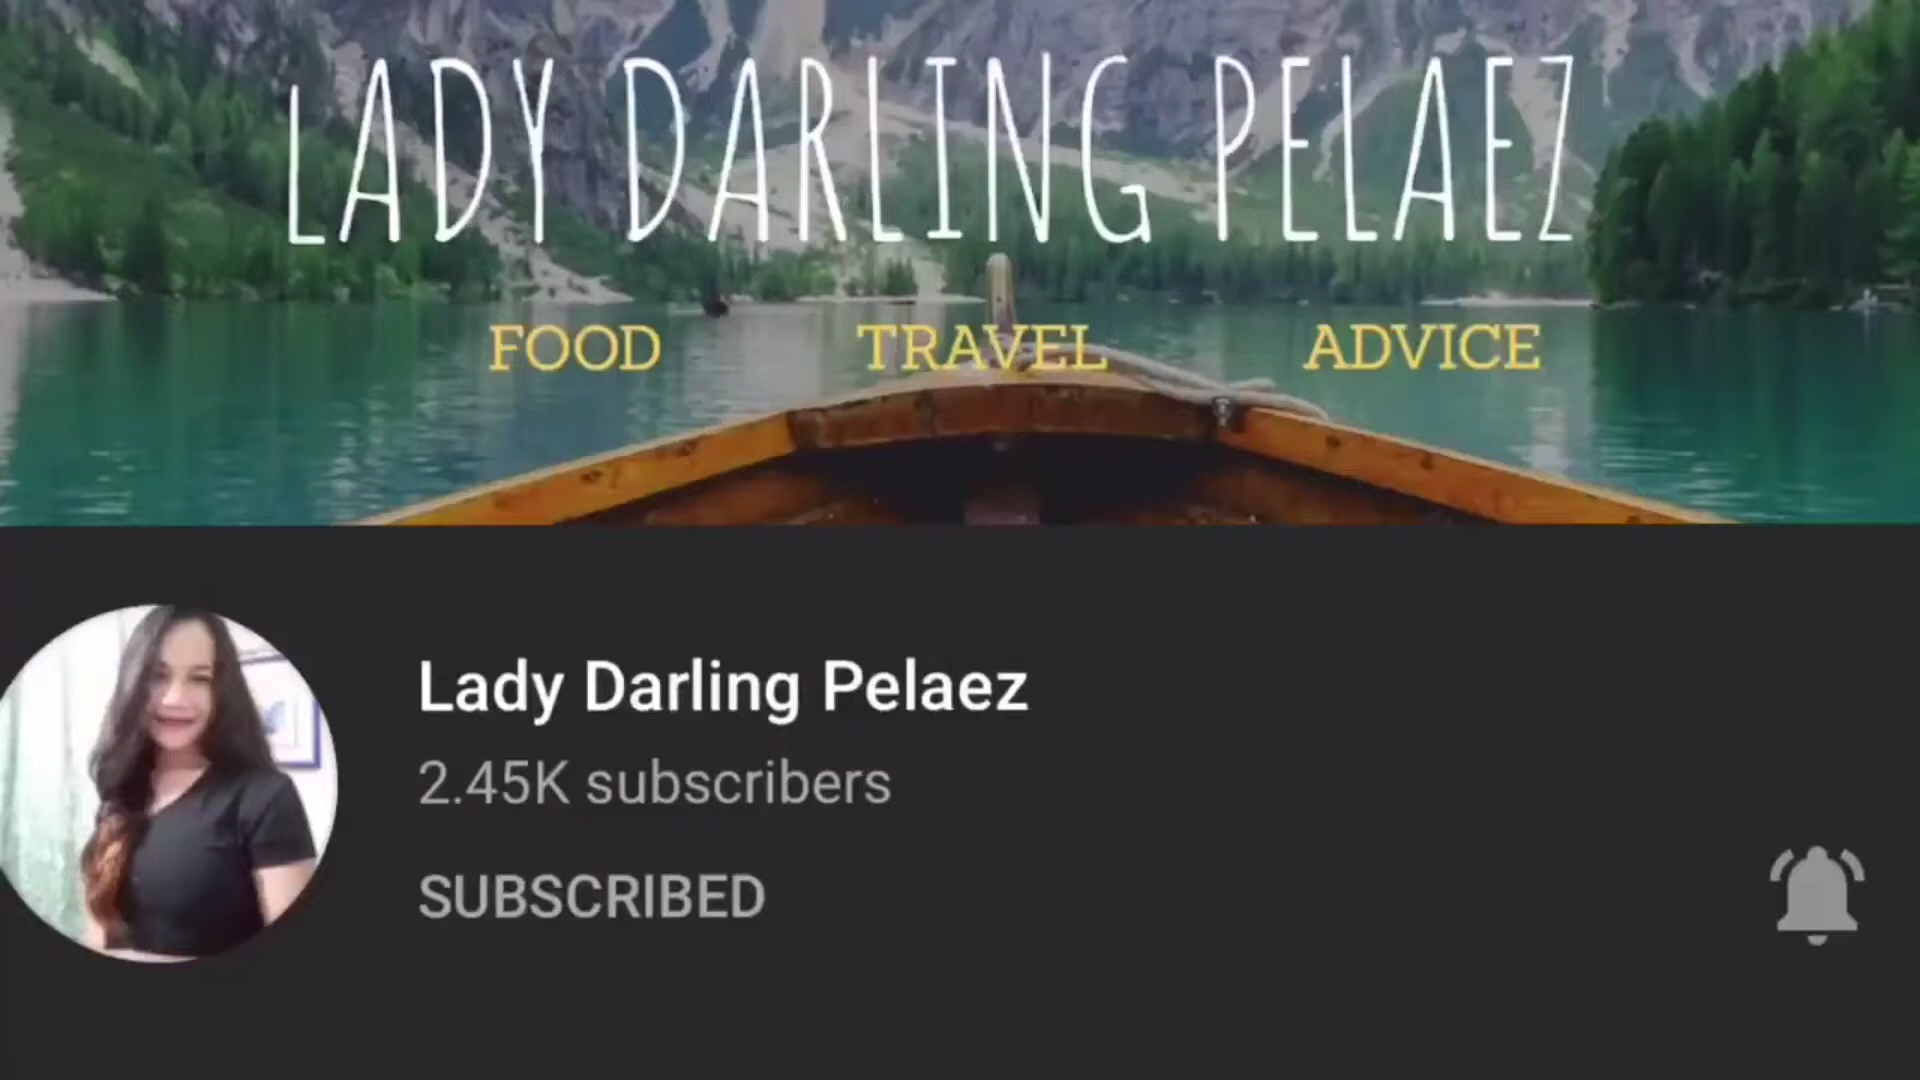 LADY DARLING PELAEZ
FOOD TRAVEL ADVICE
Lady Darling Pelaez
2.45K subscribers
SUBSCRIBED